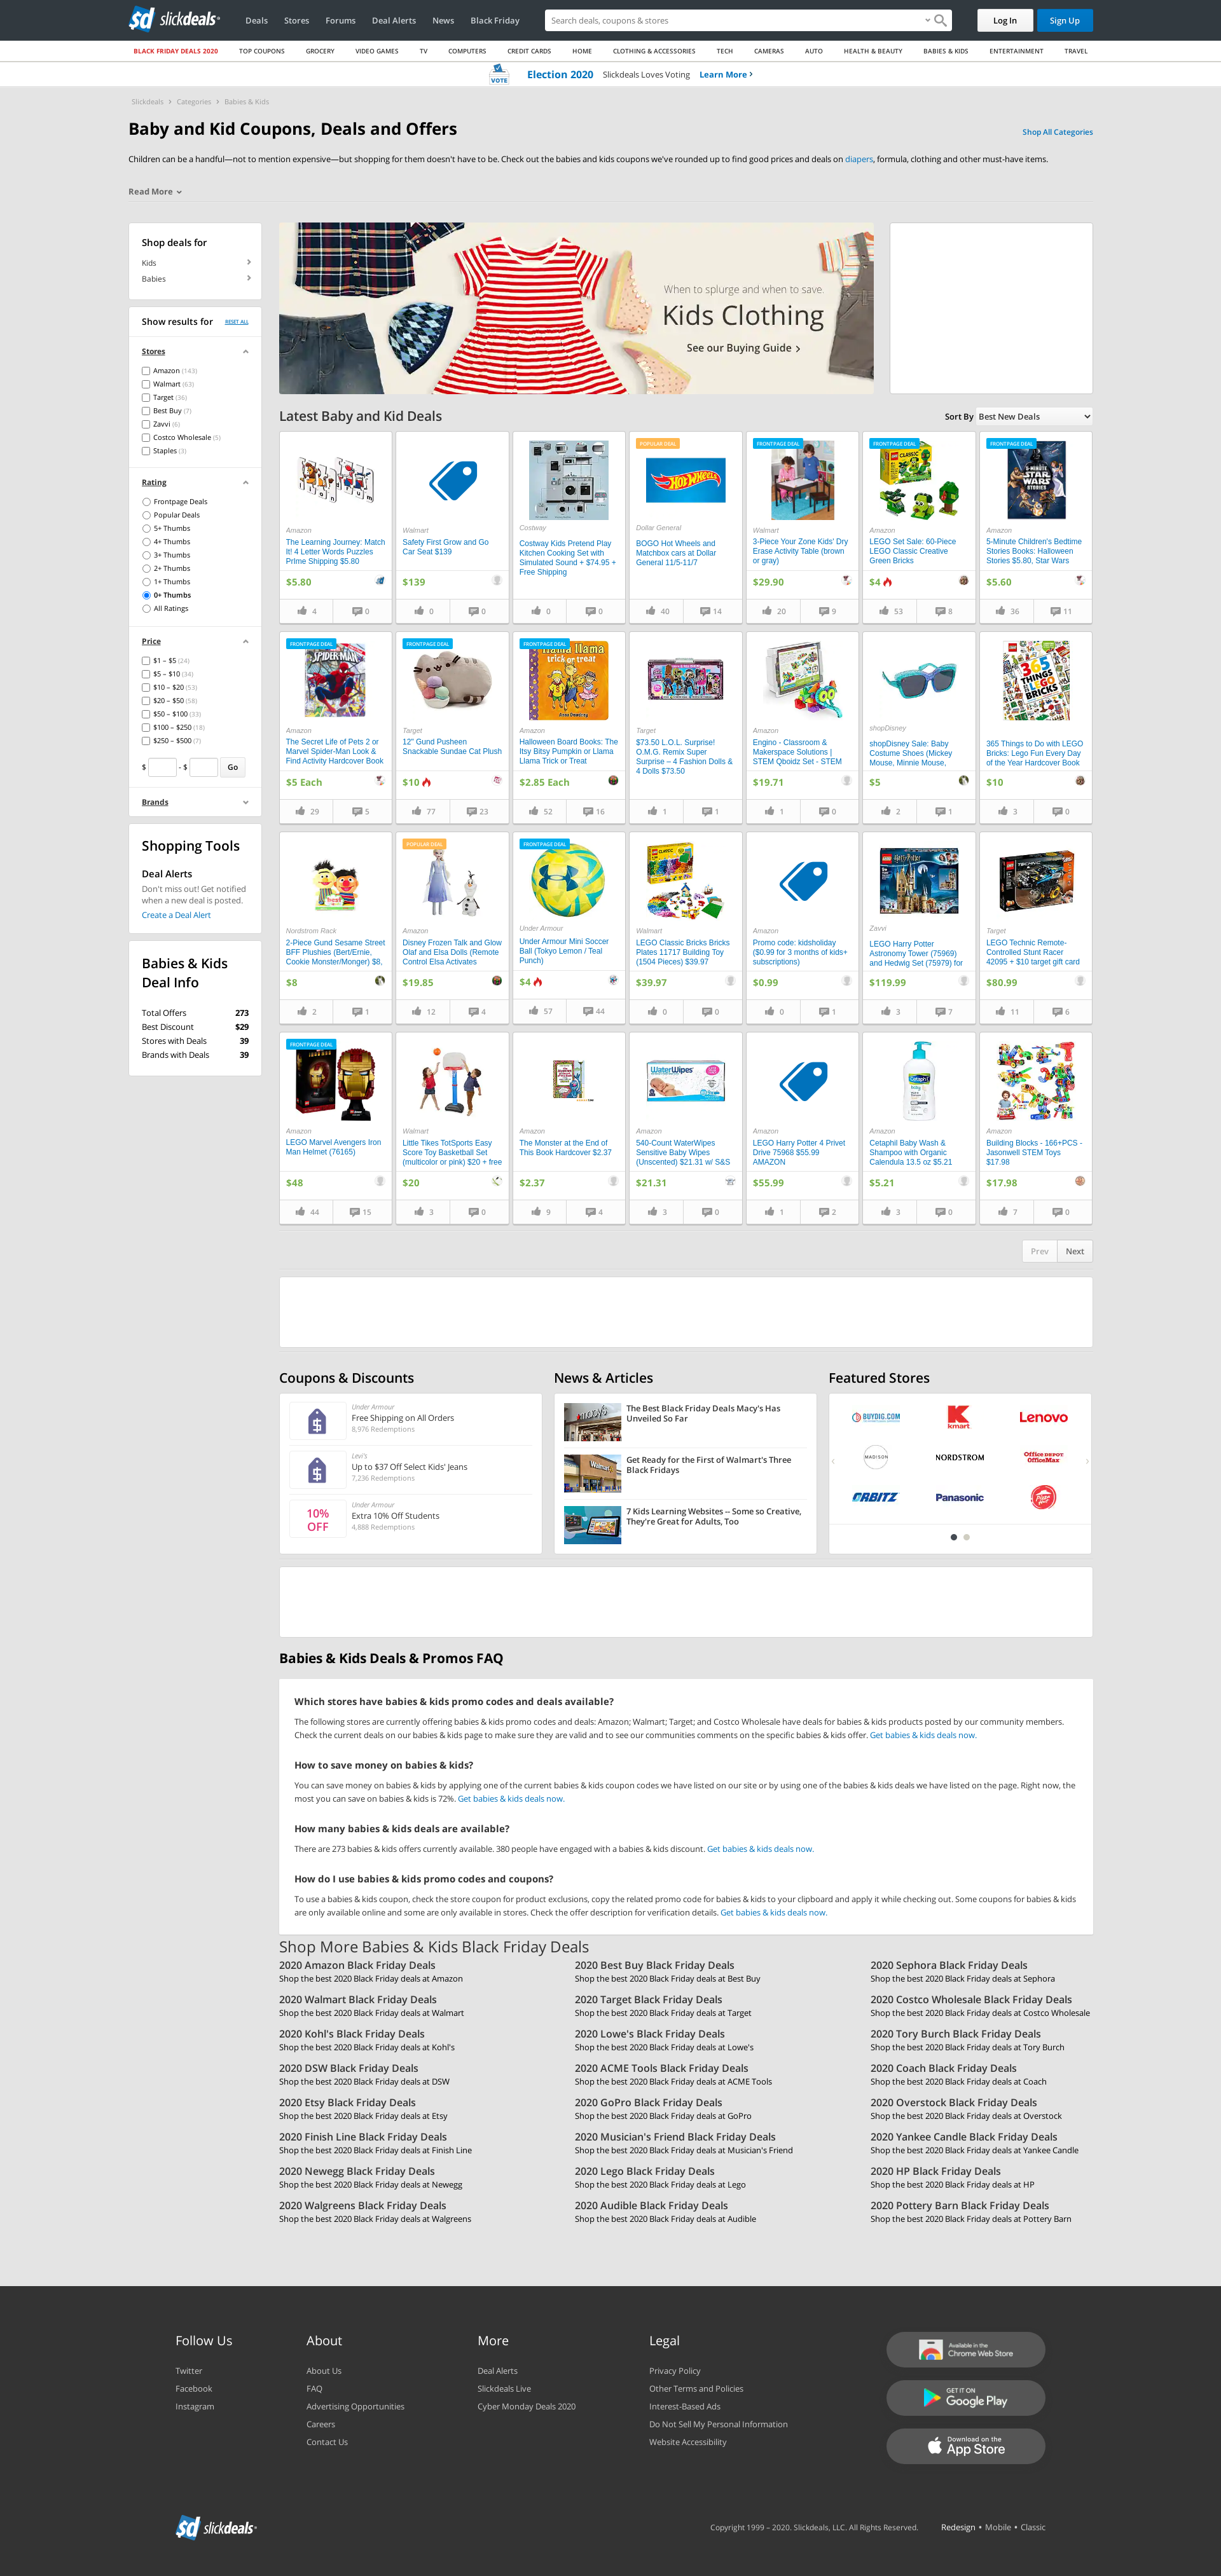 sd slickdeals
Deals
Stores
Forums
Deal Alerts
News
Black Friday
Search deals, coupons & stores
Log In
Sign Up
BLACK FRIDAY DEALS 2020
TOP COUPONS
GROCERY
VIDEO GAMES
TV
COMPUTERS
CREDIT CARDS
HOME
CLOTHING & ACCESSORIES
TECH
CAMERAS
AUTO
HEALTH & BEAUTY
BABIES & KIDS
ENTERTAINMENT
TRAVEL
VOTE
Election 2020 Slickdeals Loves Voting Learn More
Slickdeals > Categories > Babies & Kids
Baby and Kid Coupons, Deals and Offers
Shop All Categories
Children can be a handful—not to mention expensive—but shopping for them doesn't have to be. Check out the babies and kids coupons we've rounded up to find good prices and deals on diapers, formula, clothing and other must-have items.
Read More
Shop deals for
Kids
Babies
Show results for RESET ALL
Stores
Amazon (143)
Walmart (63)
Target (36)
Best Buy (7)
Zavvi (6)
Costco Wholesale (5)
Staples (3)
Rating
Frontpage Deals
Popular Deals
5+ Thumbs
4+ Thumbs
3+ Thumbs
2+ Thumbs
1+ Thumbs
0+ Thumbs
All Ratings
Price
$1 – $5 (24)
$5 – $10 (34)
$10 – $20 (53)
$20 – $50 (58)
$50 – $100 (33)
$100 – $250 (18)
$250 – $500 (7)
$ - $ Go
Brands
Shopping Tools
Deal Alerts
Don't miss out! Get notified
when a new deal is posted.
Create a Deal Alert
Babies & Kids
Deal Info
Total Offers 273
Best Discount $29
Stores with Deals 39
Brands with Deals 39
When to splurge and when to save.
Kids Clothing
See our Buying Guide >
Latest Baby and Kid Deals
Sort By Best New Deals
Amazon
The Learning Journey: Match
It! 4 Letter Words Puzzles
PrIme Shipping $5.80
$5.80
4 0
Walmart
Safety First Grow and Go
Car Seat $139
$139
0 0
Costway
Costway Kids Pretend Play
Kitchen Cooking Set with
Simulated Sound + $74.95 +
Free Shipping
0 0
POPULAR DEAL
Hot Wheels
Dollar General
BOGO Hot Wheels and
Matchbox cars at Dollar
General 11/5-11/7
40 14
FRONTPAGE DEAL
Walmart
3-Piece Your Zone Kids' Dry
Erase Activity Table (brown
or gray)
$29.90
20 9
FRONTPAGE DEAL
Amazon
LEGO Set Sale: 60-Piece
LEGO Classic Creative
Green Bricks
$4
53 8
FRONTPAGE DEAL
STAR WARS
STORIES
Amazon
5-Minute Children's Bedtime
Stories Books: Halloween
Stories $5.80, Star Wars
$5.60
36 11
FRONTPAGE DEAL
SPIDER-MAN
Amazon
The Secret Life of Pets 2 or
Marvel Spider-Man Look &
Find Activity Hardcover Book
$5 Each
29 5
FRONTPAGE DEAL
Target
12" Gund Pusheen
Snackable Sundae Cat Plush
$10
77 23
FRONTPAGE DEAL
llama llama
trick or treat
Amazon
Halloween Board Books: The
Itsy Bitsy Pumpkin or Llama
Llama Trick or Treat
$2.85 Each
52 16
Target
$73.50 L.O.L. Surprise!
O.M.G. Remix Super
Surprise – 4 Fashion Dolls &
4 Dolls $73.50
1 1
Amazon
Engino - Classroom &
Makerspace Solutions |
STEM Qboidz Set - STEM
$19.71
1 0
shopDisney
shopDisney Sale: Baby
Costume Shoes (Mickey
Mouse, Minnie Mouse,
$5
2 1
365
THINGS
BRICKS
365 Things to Do with LEGO
Bricks: Lego Fun Every Day
of the Year Hardcover Book
$10
3 0
Nordstrom Rack
2-Piece Gund Sesame Street
BFF Plushies (Bert/Ernie,
Cookie Monster/Monger) $8,
$8
2 1
POPULAR DEAL
Amazon
Disney Frozen Talk and Glow
Olaf and Elsa Dolls (Remote
Control Elsa Activates
$19.85
12 4
FRONTPAGE DEAL
Under Armour
Under Armour Mini Soccer
Ball (Tokyo Lemon / Teal
Punch)
$4
57 44
Walmart
LEGO Classic Bricks Bricks
Plates 11717 Building Toy
(1504 Pieces) $39.97
$39.97
0 0
Amazon
Promo code: kidsholiday
($0.99 for 3 months of kids+
subscriptions)
$0.99
0 1
Zavvi
LEGO Harry Potter
Astronomy Tower (75969)
and Hedwig Set (75979) for
$119.99
3 7
Target
LEGO Technic Remote-
Controlled Stunt Racer
42095 + $10 target gift card
$80.99
11 6
FRONTPAGE DEAL
Amazon
LEGO Marvel Avengers Iron
Man Helmet (76165)
$48
44 15
Walmart
Little Tikes TotSports Easy
Score Toy Basketball Set
(multicolor or pink) $20 + free
$20
3 0
Amazon
The Monster at the End of
This Book Hardcover $2.37
$2.37
9 4
WaterWipes
Amazon
540-Count WaterWipes
Sensitive Baby Wipes
(Unscented) $21.31 w/ S&S
$21.31
3 0
Amazon
LEGO Harry Potter 4 Privet
Drive 75968 $55.99
AMAZON
$55.99
1 2
Cetaphil
Amazon
Cetaphil Baby Wash &
Shampoo with Organic
Calendula 13.5 oz $5.21
$5.21
3 0
Amazon
Building Blocks - 166+PCS -
Jasonwell STEM Toys
$17.98
$17.98
7 0
Prev Next
Coupons & Discounts
Under Armour
Free Shipping on All Orders
8,976 Redemptions
Levi's
Up to $37 Off Select Kids' Jeans
7,236 Redemptions
10%
OFF
Under Armour
Extra 10% Off Students
4,888 Redemptions
News & Articles
The Best Black Friday Deals Macy's Has
Unveiled So Far
Get Ready for the First of Walmart's Three
Black Fridays
7 Kids Learning Websites -- Some so Creative,
They're Great for Adults, Too
Featured Stores
BUYDIG.COM
kmart
Lenovo
MADISON
NORDSTROM
Office DEPOT
OfficeMax
ORBITZ
Panasonic
Pizza Hut
Babies & Kids Deals & Promos FAQ
Which stores have babies & kids promo codes and deals available?
The following stores are currently offering babies & kids promo codes and deals: Amazon; Walmart; Target; and Costco Wholesale have deals for babies & kids products posted by our community members.
Check the current deals on our babies & kids page to make sure they are valid and to see our communities comments on the specific babies & kids offer. Get babies & kids deals now.
How to save money on babies & kids?
You can save money on babies & kids by applying one of the current babies & kids coupon codes we have listed on our site or by using one of the babies & kids deals we have listed on the page. Right now, the
most you can save on babies & kids is 72%. Get babies & kids deals now.
How many babies & kids deals are available?
There are 273 babies & kids offers currently available. 380 people have engaged with a babies & kids discount. Get babies & kids deals now.
How do I use babies & kids promo codes and coupons?
To use a babies & kids coupon, check the store coupon for product exclusions, copy the related promo code for babies & kids to your clipboard and apply it while checking out. Some coupons for babies & kids
are only available online and some are only available in stores. Check the offer description for verification details. Get babies & kids deals now.
Shop More Babies & Kids Black Friday Deals
2020 Amazon Black Friday Deals
Shop the best 2020 Black Friday deals at Amazon
2020 Best Buy Black Friday Deals
Shop the best 2020 Black Friday deals at Best Buy
2020 Sephora Black Friday Deals
Shop the best 2020 Black Friday deals at Sephora
2020 Walmart Black Friday Deals
Shop the best 2020 Black Friday deals at Walmart
2020 Target Black Friday Deals
Shop the best 2020 Black Friday deals at Target
2020 Costco Wholesale Black Friday Deals
Shop the best 2020 Black Friday deals at Costco Wholesale
2020 Kohl's Black Friday Deals
Shop the best 2020 Black Friday deals at Kohl's
2020 Lowe's Black Friday Deals
Shop the best 2020 Black Friday deals at Lowe's
2020 Tory Burch Black Friday Deals
Shop the best 2020 Black Friday deals at Tory Burch
2020 DSW Black Friday Deals
Shop the best 2020 Black Friday deals at DSW
2020 ACME Tools Black Friday Deals
Shop the best 2020 Black Friday deals at ACME Tools
2020 Coach Black Friday Deals
Shop the best 2020 Black Friday deals at Coach
2020 Etsy Black Friday Deals
Shop the best 2020 Black Friday deals at Etsy
2020 GoPro Black Friday Deals
Shop the best 2020 Black Friday deals at GoPro
2020 Overstock Black Friday Deals
Shop the best 2020 Black Friday deals at Overstock
2020 Finish Line Black Friday Deals
Shop the best 2020 Black Friday deals at Finish Line
2020 Musician's Friend Black Friday Deals
Shop the best 2020 Black Friday deals at Musician's Friend
2020 Yankee Candle Black Friday Deals
Shop the best 2020 Black Friday deals at Yankee Candle
2020 Newegg Black Friday Deals
Shop the best 2020 Black Friday deals at Newegg
2020 Lego Black Friday Deals
Shop the best 2020 Black Friday deals at Lego
2020 HP Black Friday Deals
Shop the best 2020 Black Friday deals at HP
2020 Walgreens Black Friday Deals
Shop the best 2020 Black Friday deals at Walgreens
2020 Audible Black Friday Deals
Shop the best 2020 Black Friday deals at Audible
2020 Pottery Barn Black Friday Deals
Shop the best 2020 Black Friday deals at Pottery Barn
Follow Us
Twitter
Facebook
Instagram
About
About Us
FAQ
Advertising Opportunities
Careers
Contact Us
More
Deal Alerts
Slickdeals Live
Cyber Monday Deals 2020
Legal
Privacy Policy
Other Terms and Policies
Interest-Based Ads
Do Not Sell My Personal Information
Website Accessibility
Available in the
Chrome Web Store
GET IT ON
Google Play
Download on the
App Store
sd slickdeals
Copyright 1999 – 2020. Slickdeals, LLC. All Rights Reserved.
Redesign • Mobile • Classic